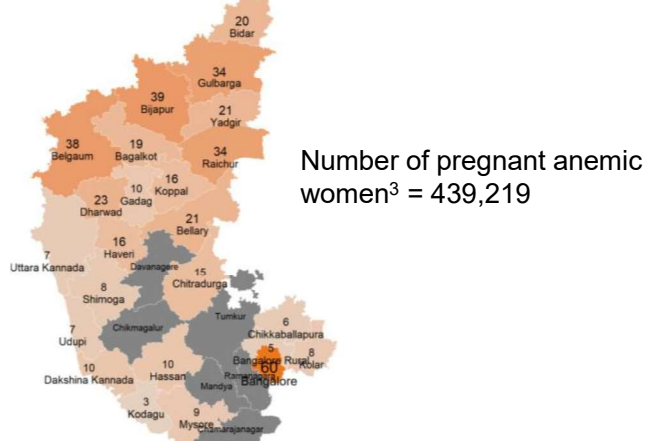 20
Bidar
34
Gulbarga
39
Bijapur
21
Yadgir
38
Belgaum
19
Bagalkot
34
Raichur
Number of pregnant anemic
women³ = 439,219
10
Gadag
16
Koppal
23
Dharwad
21
Bellary
16
Haveri
7
Uttara Kannada
Davanagere
15
Chitradurga
8
Shimoga
Tumkur
6
Chikkaballapura
7
Udupi
Chikmagalur
5
Bangalore Rural
8
Kolar
60
Bangalore
10
Dakshina Kannada
10
Hassan
Mandya
3
Kodagu
9
Mysore
Chamarajanagar